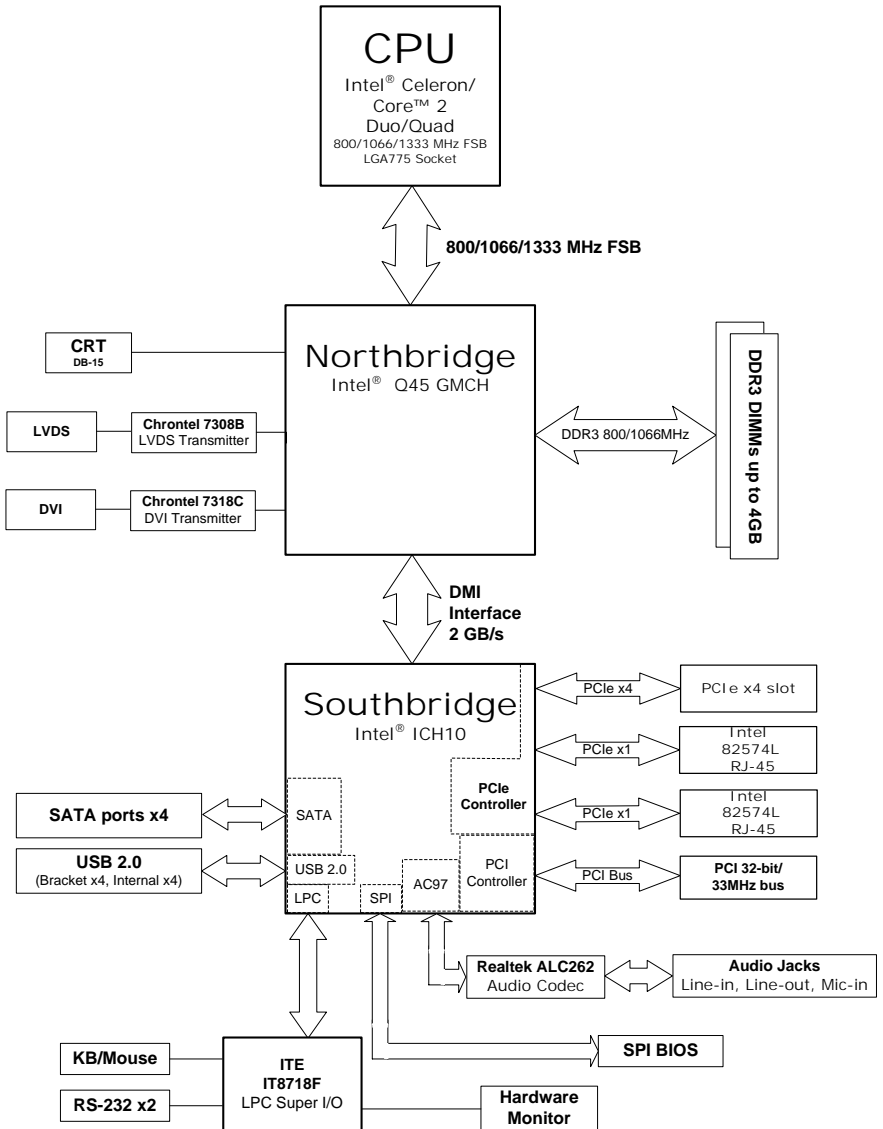 CPU
Intel® Celeron/
Core™ 2
Duo/Quad
800/1066/1333 MHz FSB
LGA775 Socket
800/1066/1333 MHz FSB
Northbridge
Intel® Q45 GMCH
CRT
DB-15
LVDS
Chrontel 7308B
LVDS Transmitter
DVI
Chrontel 7318C
DVI Transmitter
DDR3 800/1066MHz
DDR3 DIMMs up to 4GB
DMI
Interface
2 GB/s
Southbridge
Intel® ICH10
PCIe x4
PCIe x4 slot
PCIe x1
Intel
82574L
RJ-45
PCIe
Controller
PCIe x1
Intel
82574L
RJ-45
SATA ports x4
SATA
USB 2.0
(Bracket x4, Internal x4)
USB 2.0
LPC
SPI
AC97
PCI
Controller
PCI Bus
PCI 32-bit/
33MHz bus
Realtek ALC262
Audio Codec
Audio Jacks
Line-in, Line-out, Mic-in
SPI BIOS
KB/Mouse
RS-232 x2
ITE
IT8718F
LPC Super I/O
Hardware
Monitor